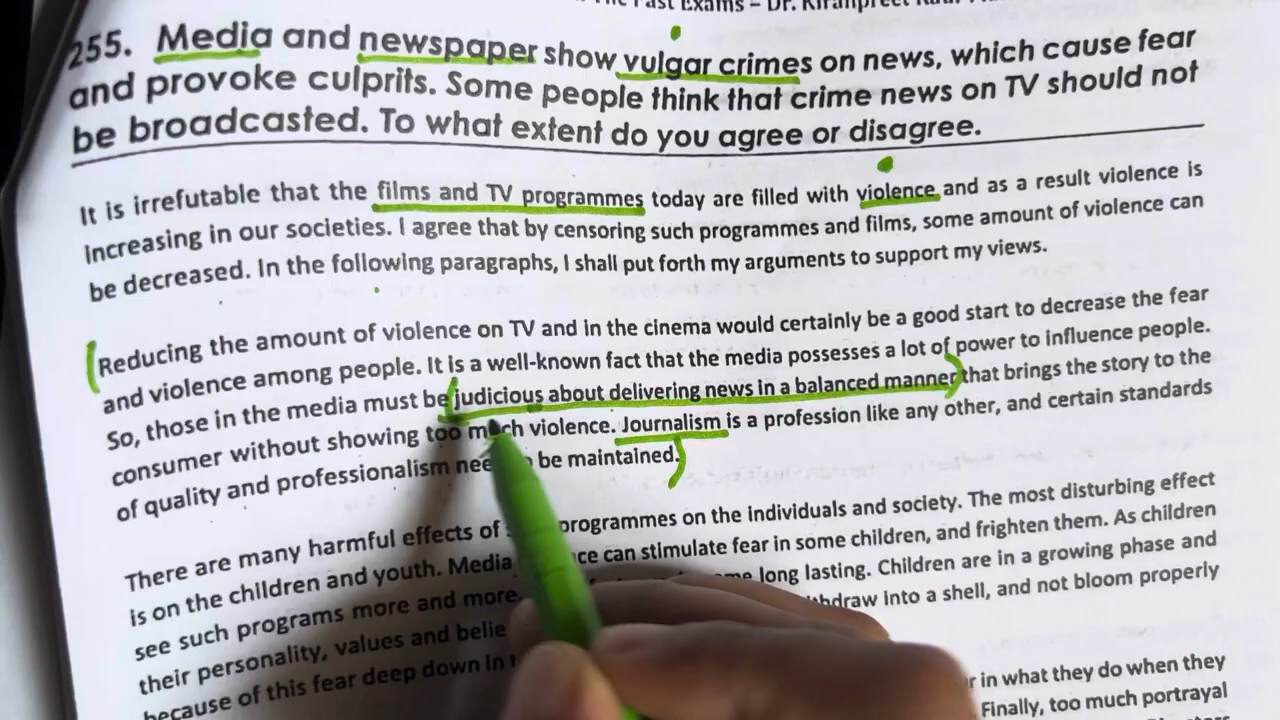 Past Exams – Dr. Kiranpreet Kaur
255. Media and newspaper show vulgar crimes on news, which cause fear
and provoke culprits. Some people think that crime news on TV should not
be broadcasted. To what extent do you agree or disagree.
It is irrefutable that the films and TV programmes today are filled with violence and as a result violence is
increasing in our societies. I agree that by censoring such programmes and films, some amount of violence can
be decreased. In the following paragraphs, I shall put forth my arguments to support my views.
Reducing the amount of violence on TV and in the cinema would certainly be a good start to decrease the fear
and violence among people. It is a well-known fact that the media possesses a lot of power to influence people.
So, those in the media must be judicious about delivering news in a balanced manner that brings the story to the
consumer without showing too much violence. Journalism is a profession like any other, and certain standards
of quality and professionalism need be maintained.
There are many harmful effects of programmes on the individuals and society. The most disturbing effect
is on the children and youth. Media can stimulate fear in some children, and frighten them. As children
see such programs more and more, long lasting. Children are in a growing phase and
their personality, values and withdraw into a shell, and not bloom properly
because of this fear deep down in
in what they do when they
Finally, too much portrayal